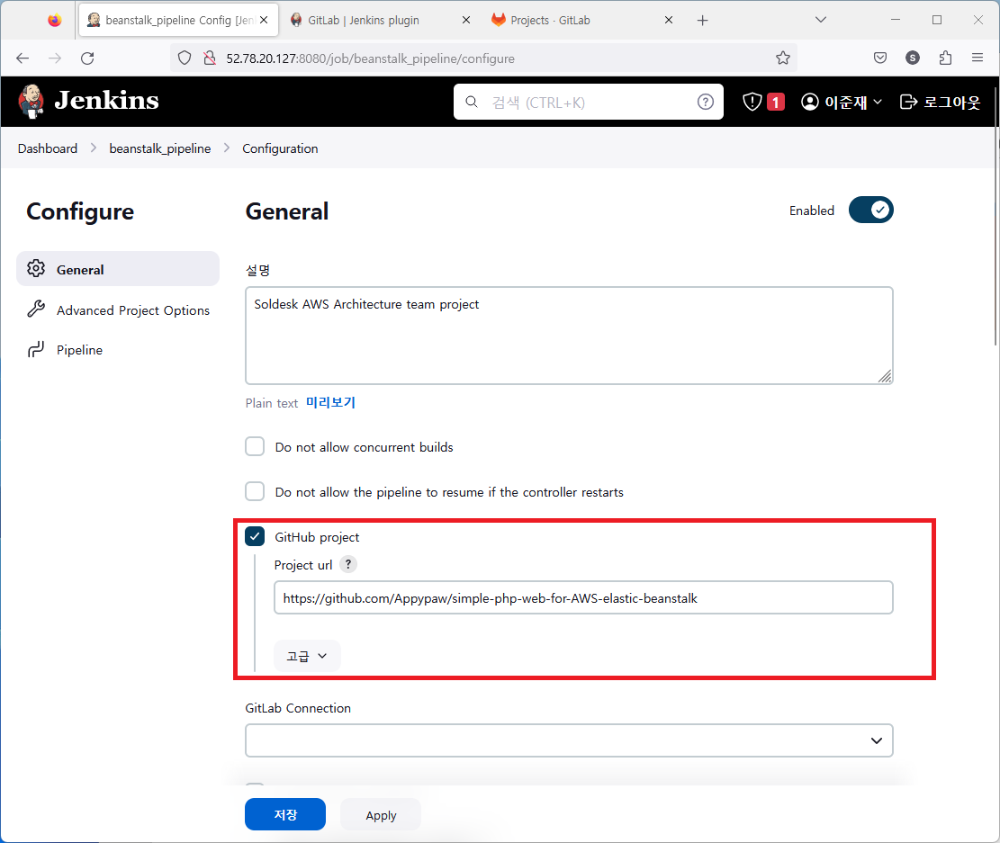 beanstalk_pipeline Config [Jen
GitLab | Jenkins plugin
Projects · GitLab
52.78.20.127:8080/job/beanstalk_pipeline/configure
S
Jenkins
검색 (CTRL+K)
?
1
이준재
로그아웃
Dashboard
beanstalk_pipeline
Configuration
Configure
General
Advanced Project Options
Pipeline
General
Enabled
설명
Soldesk AWS Architecture team project
Plain text 미리보기
Do not allow concurrent builds
Do not allow the pipeline to resume if the controller restarts
GitHub project
Project url ?
https://github.com/Appypaw/simple-php-web-for-AWS-elastic-beanstalk
고급
GitLab Connection
저장
Apply